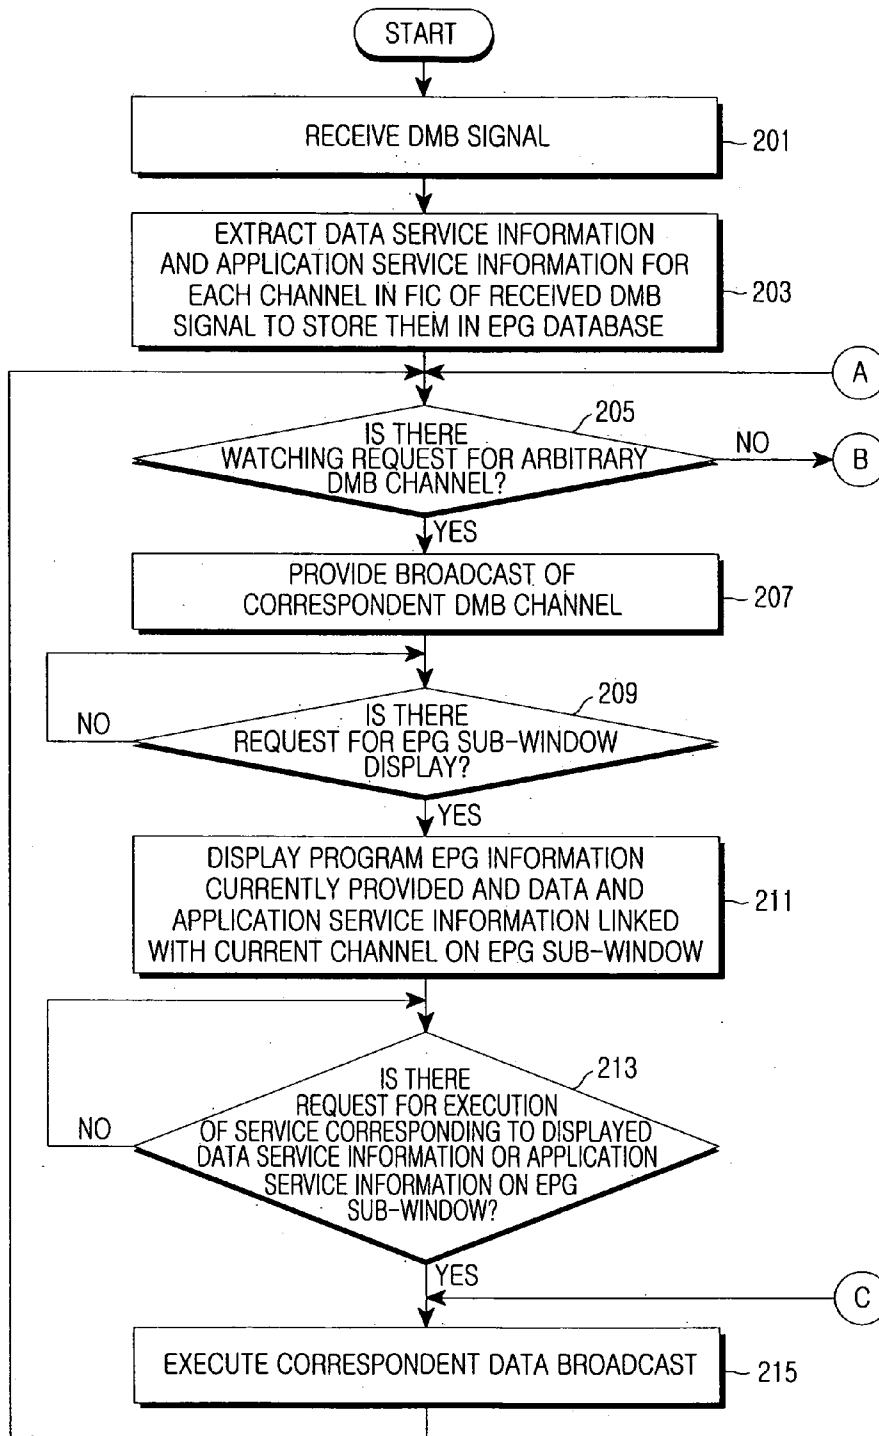 START
RECEIVE DMB SIGNAL
201
EXTRACT DATA SERVICE INFORMATION
AND APPLICATION SERVICE INFORMATION FOR
EACH CHANNEL IN FIC OF RECEIVED DMB
SIGNAL TO STORE THEM IN EPG DATABASE
203
A
205
IS THERE
WATCHING REQUEST FOR ARBITRARY
DMB CHANNEL?
NO
B
YES
PROVIDE BROADCAST OF
CORRESPONDENT DMB CHANNEL
207
209
NO
IS THERE
REQUEST FOR EPG SUB-WINDOW
DISPLAY?
YES
DISPLAY PROGRAM EPG INFORMATION
CURRENTLY PROVIDED AND DATA AND
APPLICATION SERVICE INFORMATION LINKED
WITH CURRENT CHANNEL ON EPG SUB-WINDOW
211
213
NO
IS THERE
REQUEST FOR EXECUTION
OF SERVICE CORRESPONDING TO DISPLAYED
DATA SERVICE INFORMATION OR APPLICATION
SERVICE INFORMATION ON EPG
SUB-WINDOW?
YES
C
EXECUTE CORRESPONDENT DATA BROADCAST
215